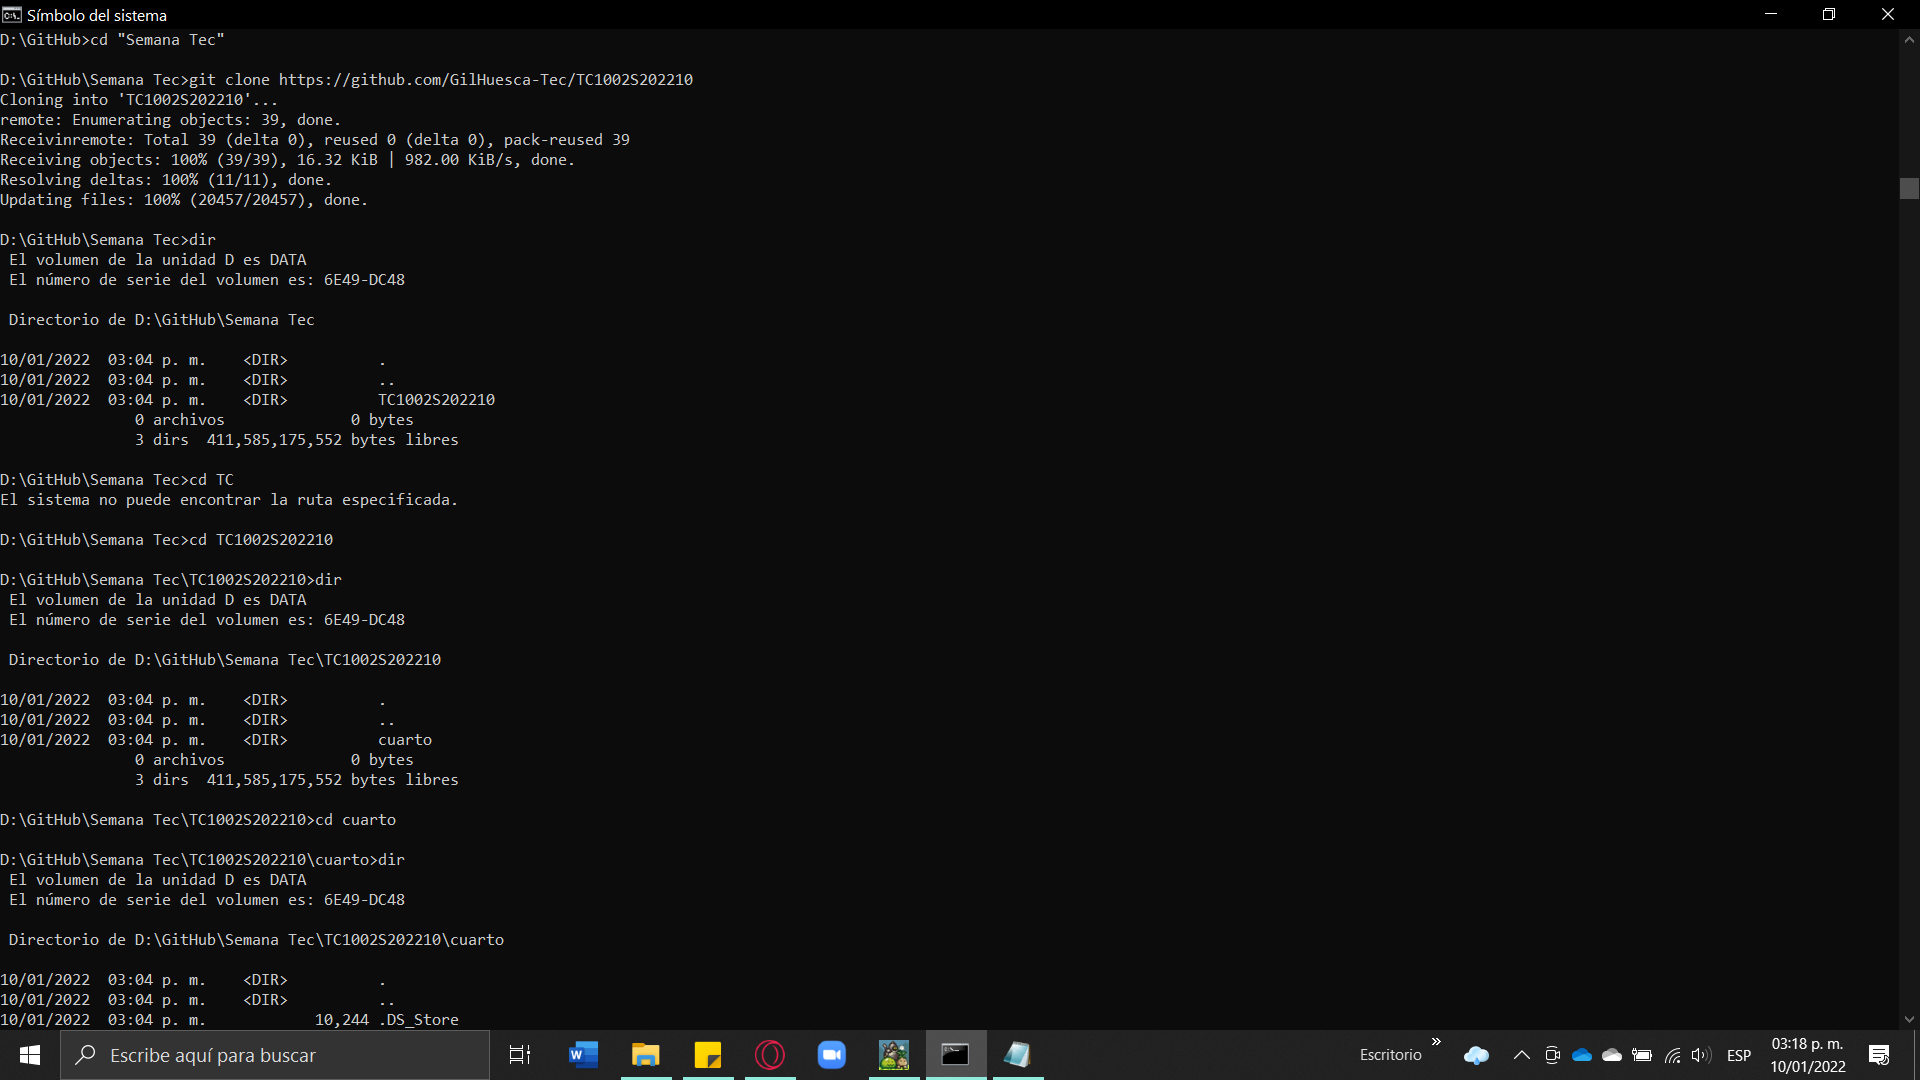 Símbolo del sistema
D:\GitHub>cd "Semana Tec"
D:\GitHub\Semana Tec>git clone https://github.com/GilHuesca-Tec/TC1002S202210
Cloning into 'TC1002S202210'...
remote: Enumerating objects: 39, done.
Receivinremote: Total 39 (delta 0), reused 0 (delta 0), pack-reused 39
Receiving objects: 100% (39/39), 16.32 KiB | 982.00 KiB/s, done.
Resolving deltas: 100% (11/11), done.
Updating files: 100% (20457/20457), done.
D:\GitHub\Semana Tec>dir
El volumen de la unidad D es DATA
El número de serie del volumen es: 6E49-DC48
Directorio de D:\GitHub\Semana Tec
10/01/2022  03:04 p. m.    <DIR>          .
10/01/2022  03:04 p. m.    <DIR>          ..
10/01/2022  03:04 p. m.    <DIR>          TC1002S202210
0 archivos              0 bytes
3 dirs  411,585,175,552 bytes libres
D:\GitHub\Semana Tec>cd TC
El sistema no puede encontrar la ruta especificada.
D:\GitHub\Semana Tec>cd TC1002S202210
D:\GitHub\Semana Tec\TC1002S202210>dir
El volumen de la unidad D es DATA
El número de serie del volumen es: 6E49-DC48
Directorio de D:\GitHub\Semana Tec\TC1002S202210
10/01/2022  03:04 p. m.    <DIR>          .
10/01/2022  03:04 p. m.    <DIR>          ..
10/01/2022  03:04 p. m.    <DIR>          cuarto
0 archivos              0 bytes
3 dirs  411,585,175,552 bytes libres
D:\GitHub\Semana Tec\TC1002S202210>cd cuarto
D:\GitHub\Semana Tec\TC1002S202210\cuarto>dir
El volumen de la unidad D es DATA
El número de serie del volumen es: 6E49-DC48
Directorio de D:\GitHub\Semana Tec\TC1002S202210\cuarto
10/01/2022  03:04 p. m.    <DIR>          .
10/01/2022  03:04 p. m.    <DIR>          ..
10/01/2022  03:04 p. m.            10,244 .DS_Store
Escribe aquí para buscar
Escritorio
ESP
03:18 p. m.
10/01/2022